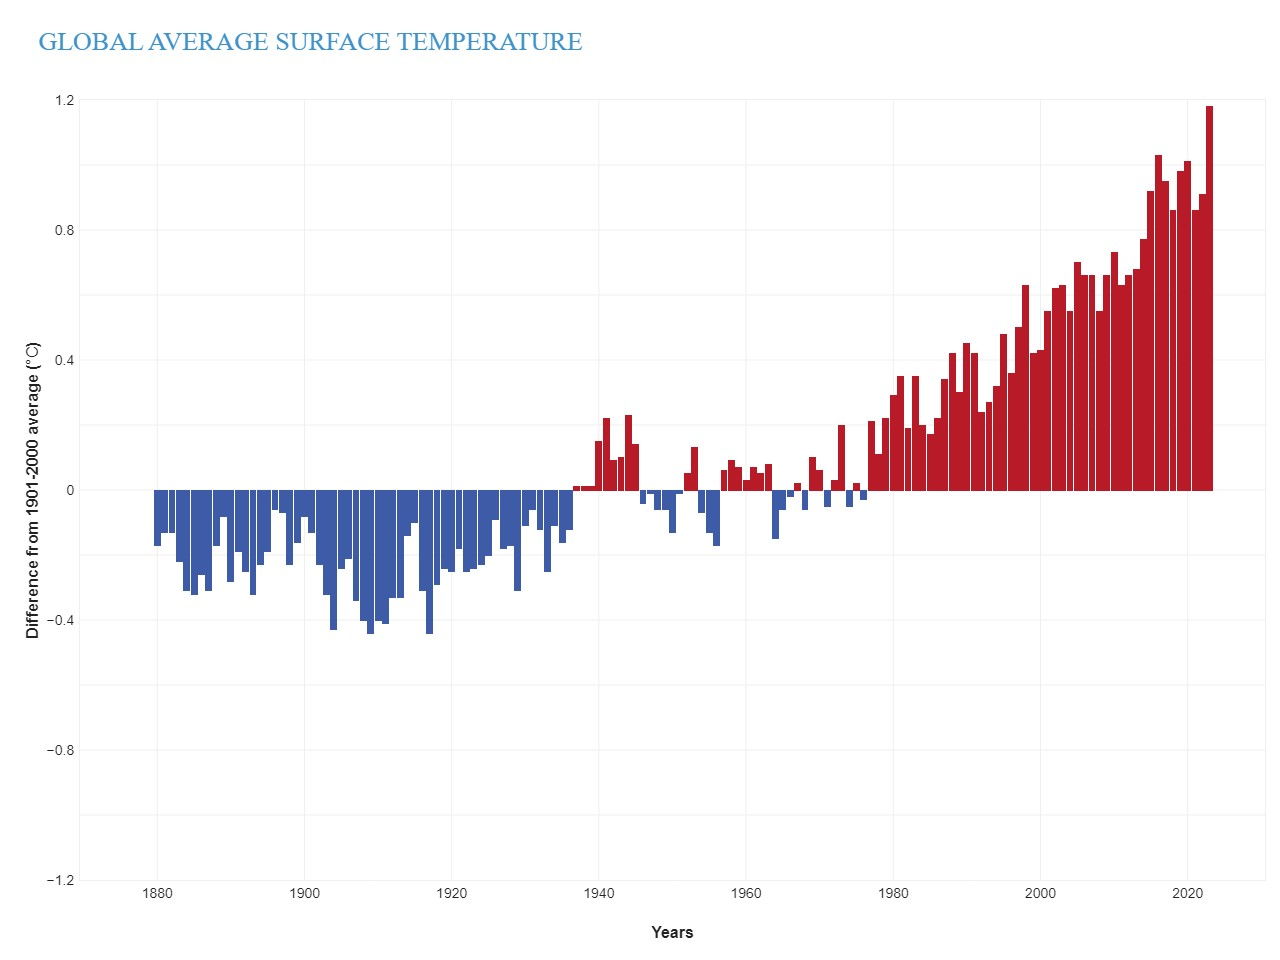 GLOBAL AVERAGE SURFACE TEMPERATURE
Difference from 1901-2000 average (°C)
1.2
0.8
0.4
0
−0.4
−0.8
−1.2
1880 1900 1920 1940 1960 1980 2000 2020
Years